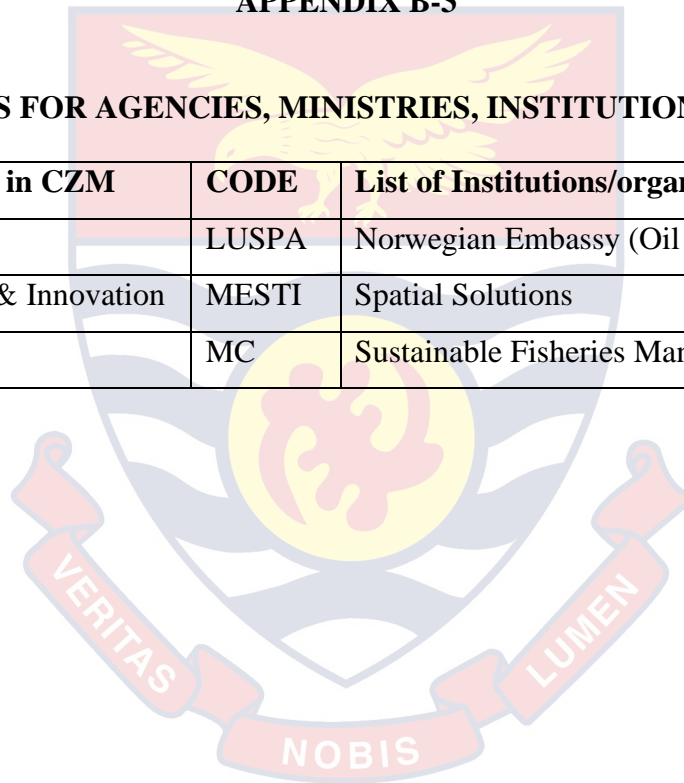 APPENDIX B-3
S FOR AGENCIES, MINISTRIES, INSTITUTION
in CZM CODE List of Institutions/organ
LUSPA Norwegian Embassy (Oil
& Innovation MESTI Spatial Solutions
MC Sustainable Fisheries Man
VERITAS
NOBIS
LUMEN